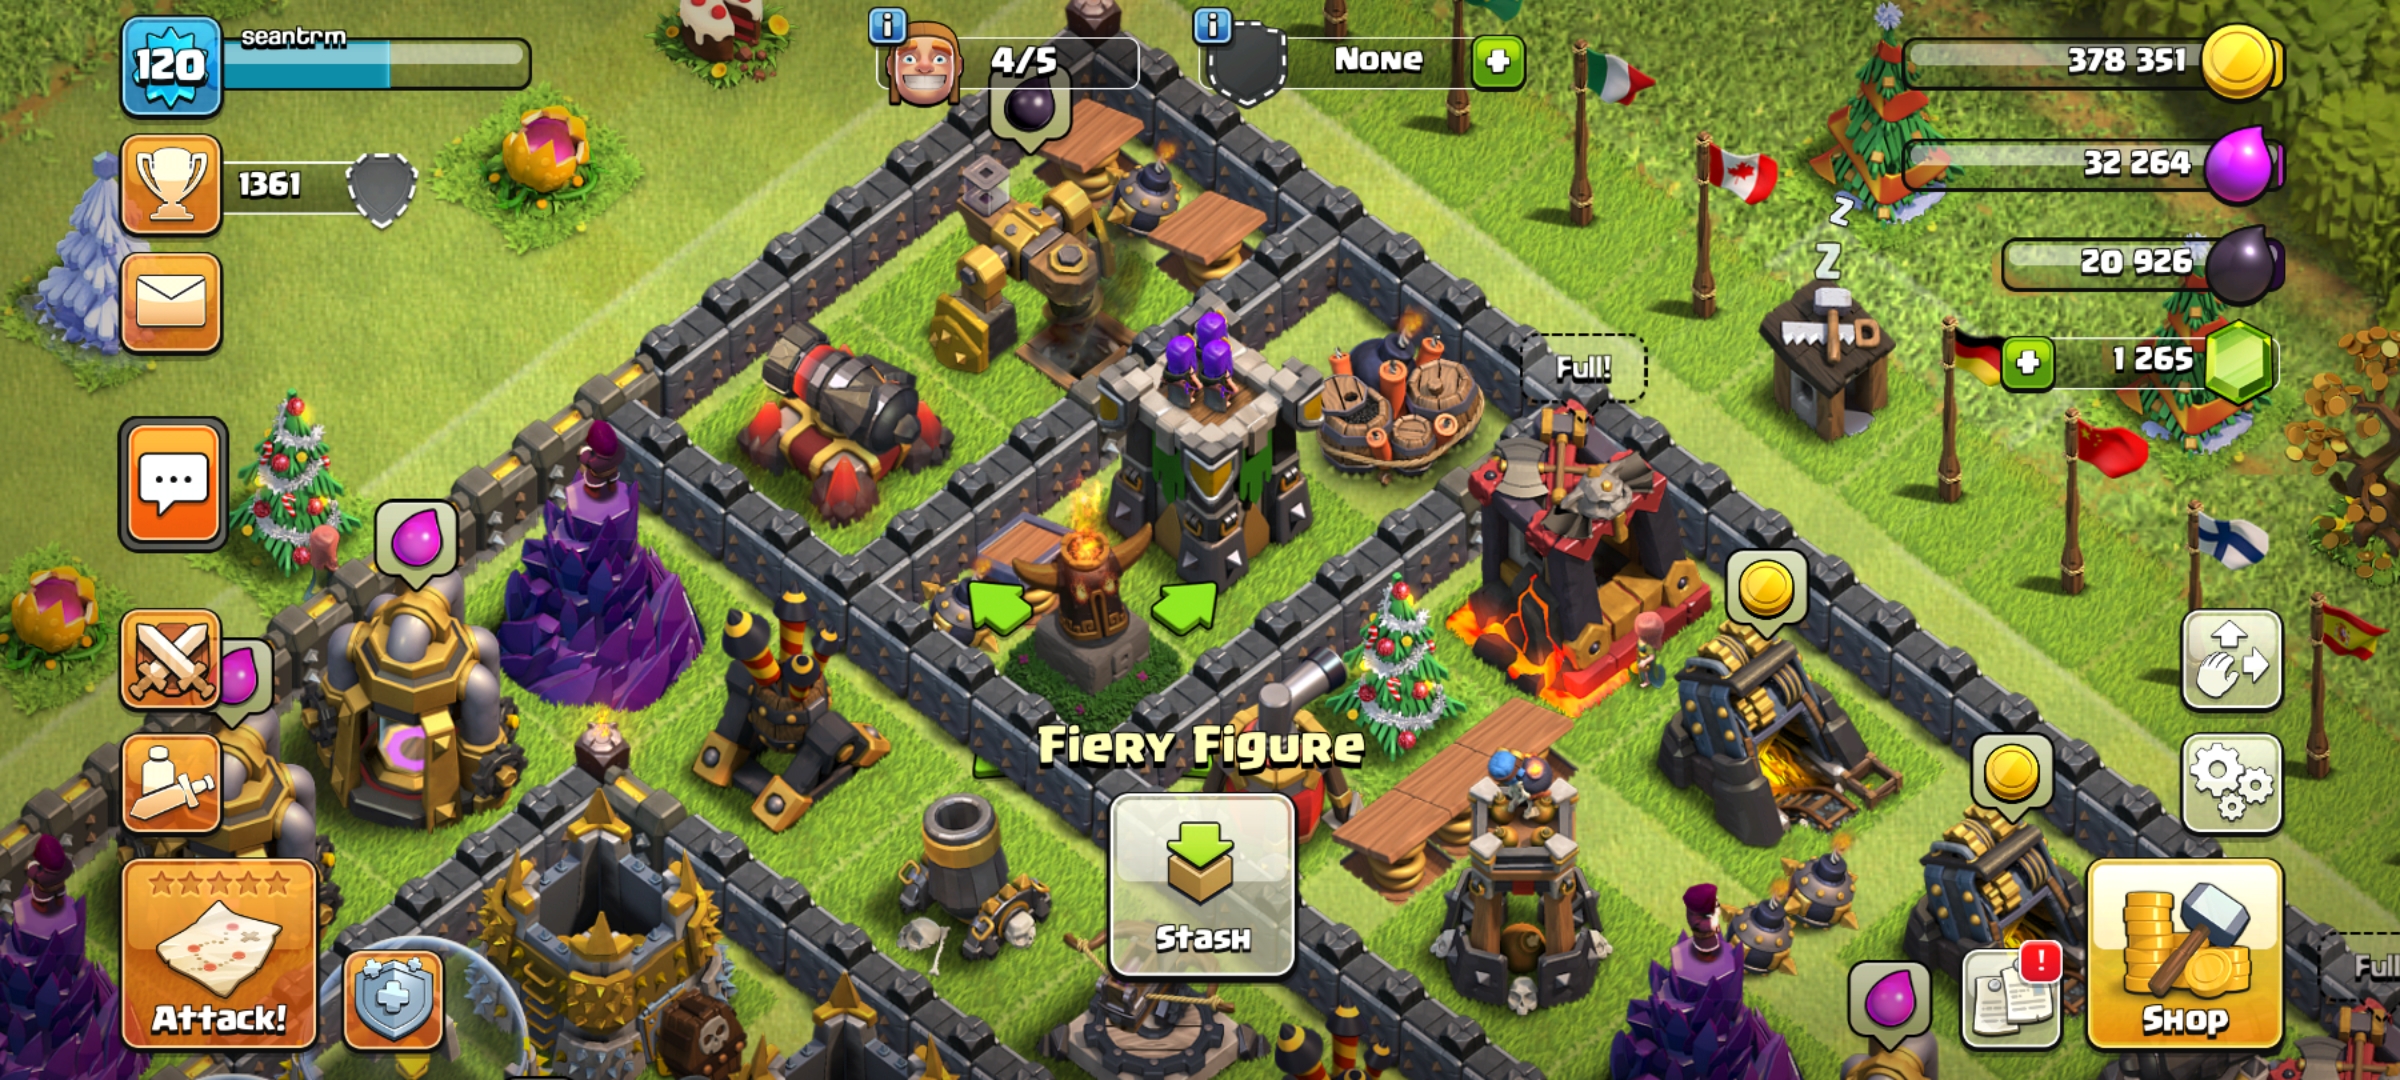 seantrm
120
4/5
None
378 351
1361
32 264
Z
Z
20 926
Full!
1 265
Fiery Figure
Stash
Attack!
Shop
!